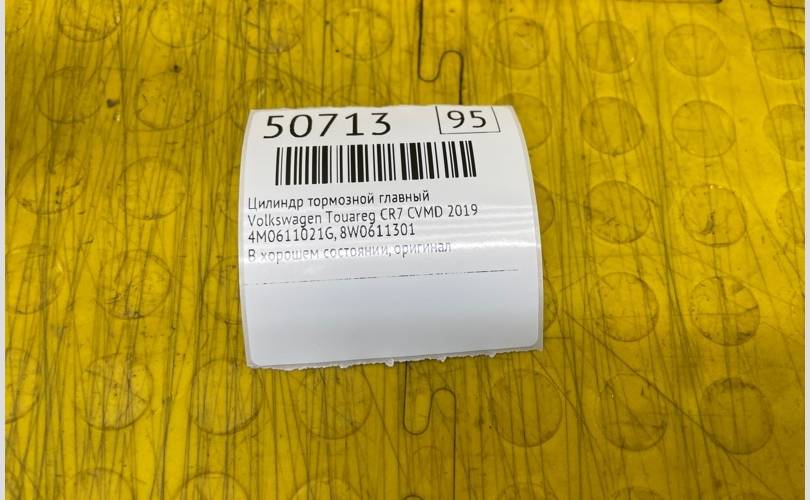 50713 95
Цилиндр тормозной главный
Volkswagen Touareg CR7 CVMD 2019
4M0611021G, 8W0611301
В хорошем состоянии, оригинал